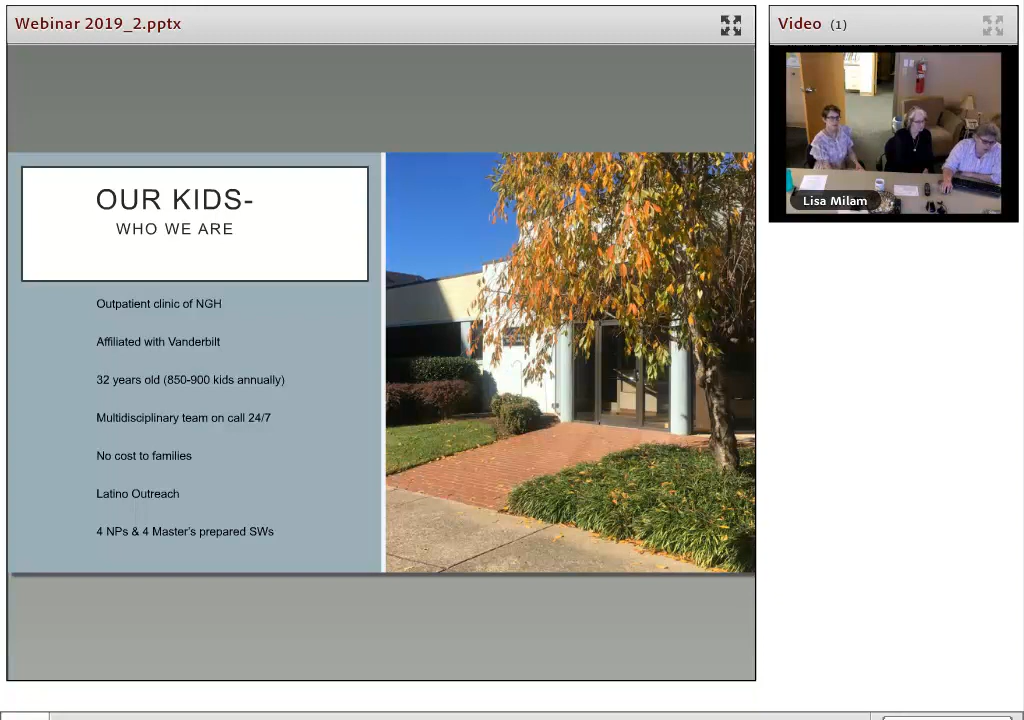 Webinar 2019_2.pptx
Video (1)
Lisa Milam
OUR KIDS-
WHO WE ARE
Outpatient clinic of NGH
Affiliated with Vanderbilt
32 years old (850-900 kids annually)
Multidisciplinary team on call 24/7
No cost to families
Latino Outreach
4 NPs & 4 Master's prepared SWs